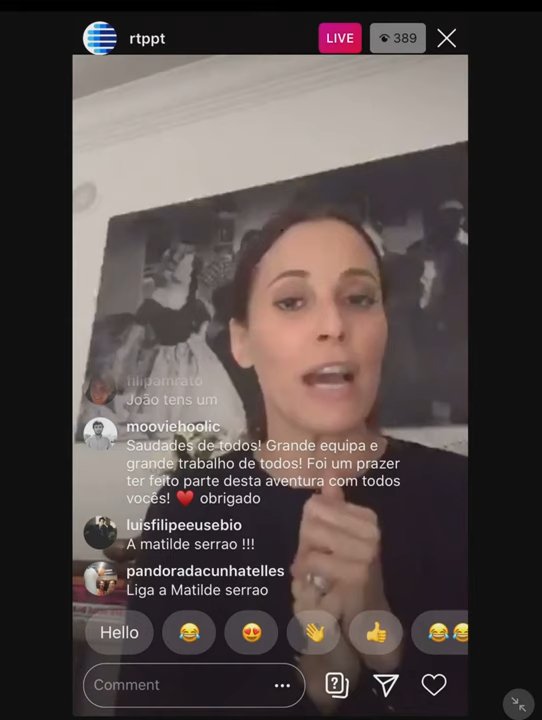 rtppt
LIVE
389
filipamrato
João tens um
mooviehoolic
Saudades de todos! Grande equipa e
grande trabalho de todos! Foi um prazer
ter feito parte desta aventura com todos
vocês! ❤️ obrigado
luisfilipeeusebio
A matilde serrao !!!
pandoradacunhatelles
Liga a Matilde serrao
Hello
Comment